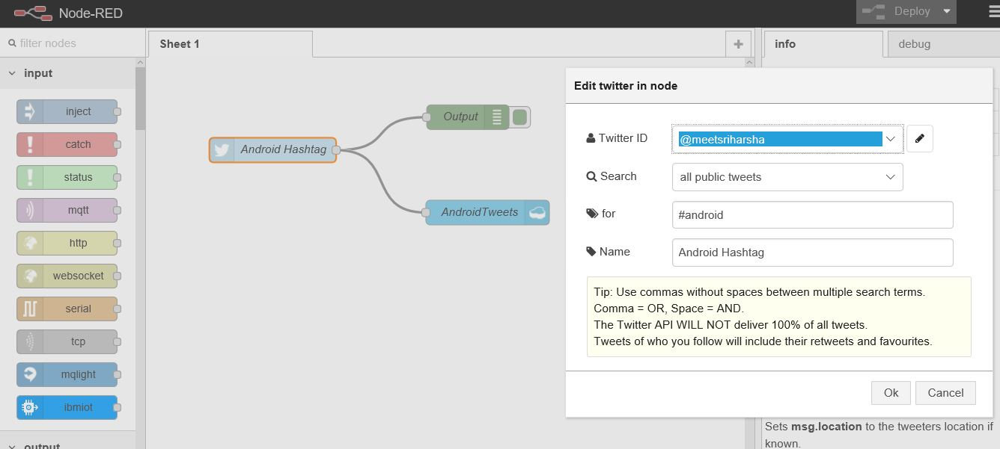 Node-RED
Deploy
filter nodes
input
inject
catch
status
mqtt
http
websocket
serial
tcp
mqlight
ibmiot
output
Sheet 1
Android Hashtag
Output
AndroidTweets
info
debug
Edit twitter in node
Twitter ID
@meetsriharsha
Search
all public tweets
for
#android
Name
Android Hashtag
Tip: Use commas without spaces between multiple search terms.
Comma = OR, Space = AND.
The Twitter API WILL NOT deliver 100% of all tweets.
Tweets of who you follow will include their retweets and favourites.
Ok
Cancel
Sets msg.location to the tweeters location if
known.